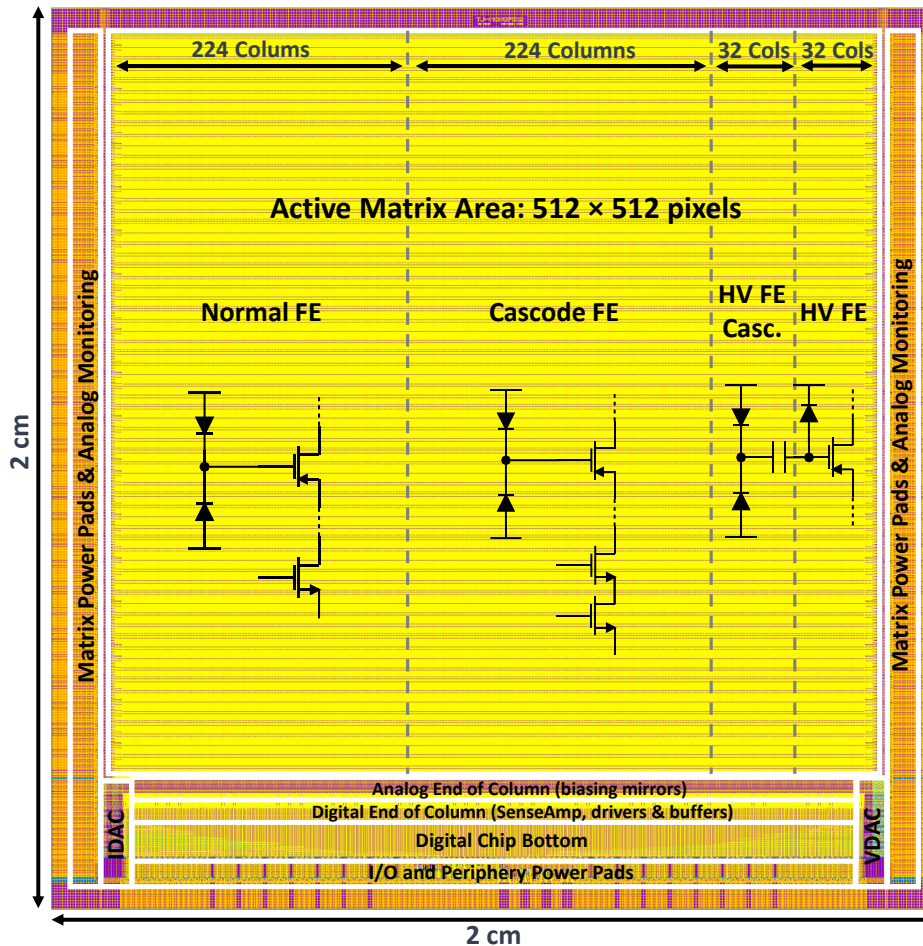 224 Colums
224 Columns
32 Cols
32 Cols
Active Matrix Area: 512 × 512 pixels
Normal FE
Cascode FE
HV FE
Casc.
HV FE
Matrix Power Pads & Analog Monitoring
Matrix Power Pads & Analog Monitoring
2 cm
Analog End of Column (biasing mirrors)
Digital End of Column (SenseAmp, drivers & buffers)
Digital Chip Bottom
I/O and Periphery Power Pads
IDAC
VDAC
2 cm